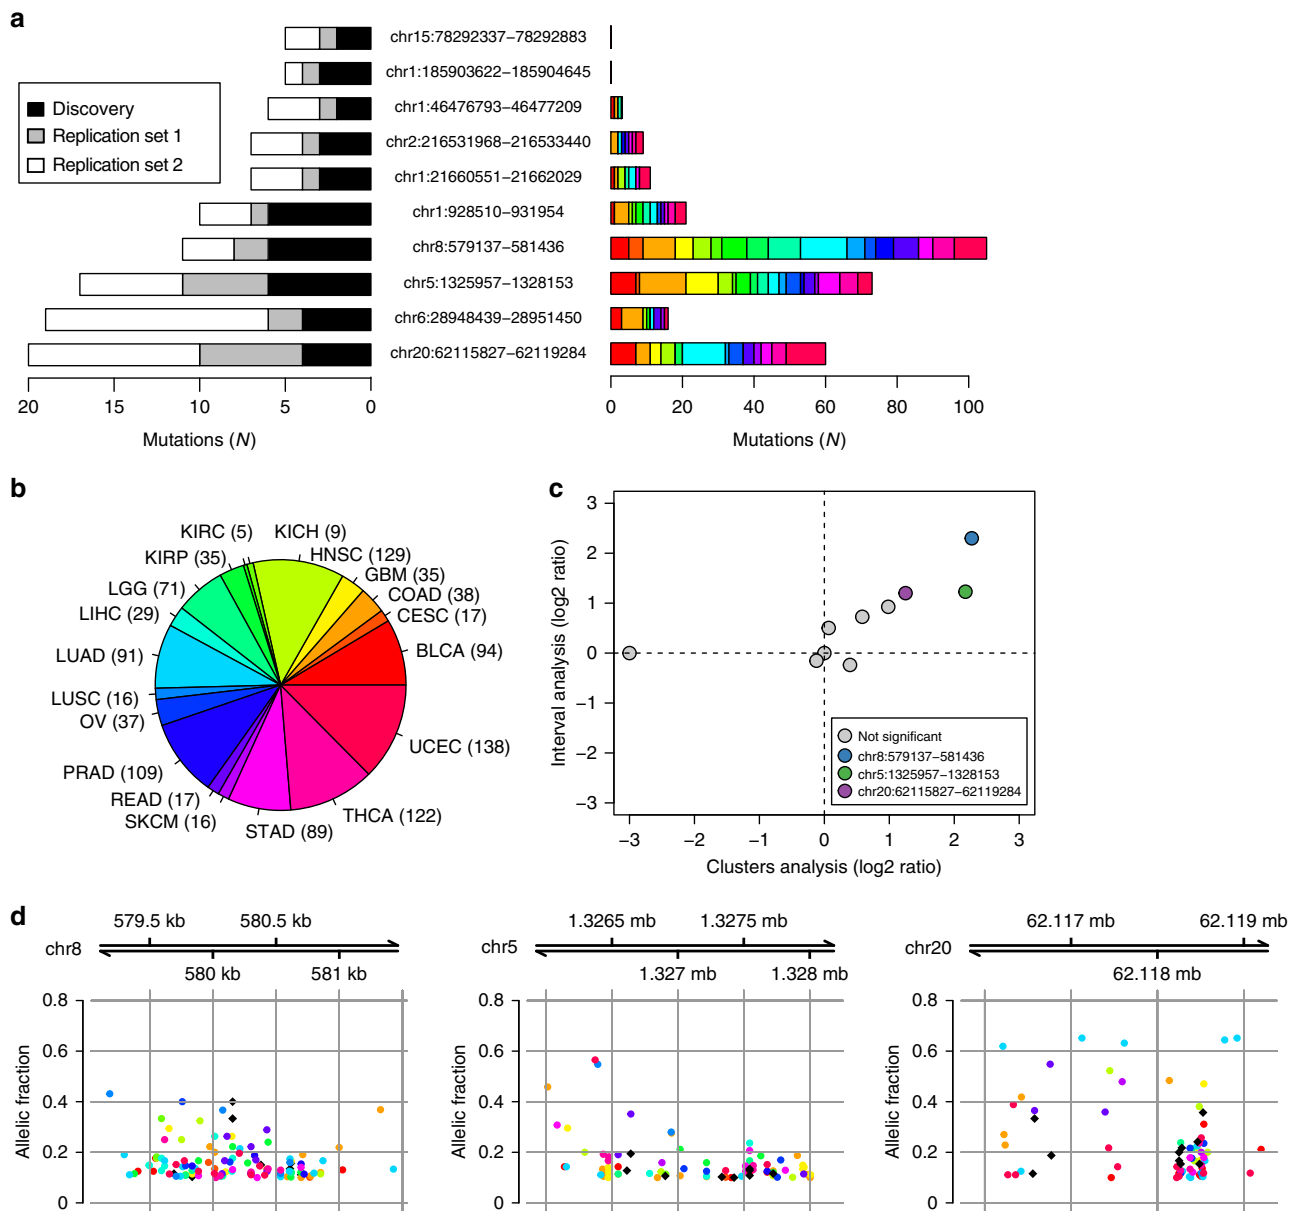 a
chr15:78292337−78292883
chr1:185903622−185904645
chr1:46476793−46477209
chr2:216531968−216533440
chr1:21660551−21662029
chr1:928510−931954
chr8:579137−581436
chr5:1325957−1328153
chr6:28948439−28951450
chr20:62115827−62119284
Discovery
Replication set 1
Replication set 2
20 15 10 5 0
Mutations (N)
0 20 40 60 80 100
Mutations (N)
b
KIRC (5)
KICH (9)
KIRP (35)
HNSC (129)
GBM (35)
LGG (71)
COAD (38)
LIHC (29)
CESC (17)
LUAD (91)
BLCA (94)
LUSC (16)
OV (37)
UCEC (138)
PRAD (109)
READ (17)
SKCM (16)
STAD (89)
THCA (122)
c
3
2
1
0
−1
−2
−3
Interval analysis (log2 ratio)
Not significant
chr8:579137−581436
chr5:1325957−1328153
chr20:62115827−62119284
−3 −2 −1 0 1 2 3
Clusters analysis (log2 ratio)
d
579.5 kb 580.5 kb
chr8
580 kb 581 kb
0.8
0.6
0.4
0.2
0
Allelic fraction
1.3265 mb 1.3275 mb
chr5
1.327 mb 1.328 mb
0.8
0.6
0.4
0.2
0
Allelic fraction
62.117 mb 62.119 mb
chr20
62.118 mb
0.8
0.6
0.4
0.2
0
Allelic fraction